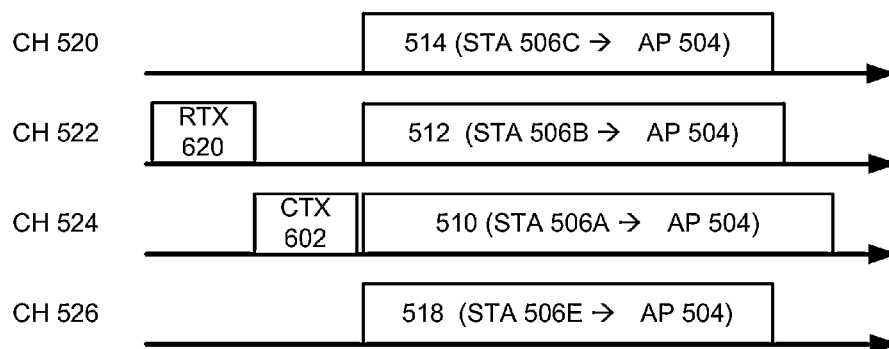 CH 520
514 (STA 506C → AP 504)
CH 522
RTX
620
512 (STA 506B → AP 504)
CH 524
CTX
602
510 (STA 506A → AP 504)
CH 526
518 (STA 506E → AP 504)